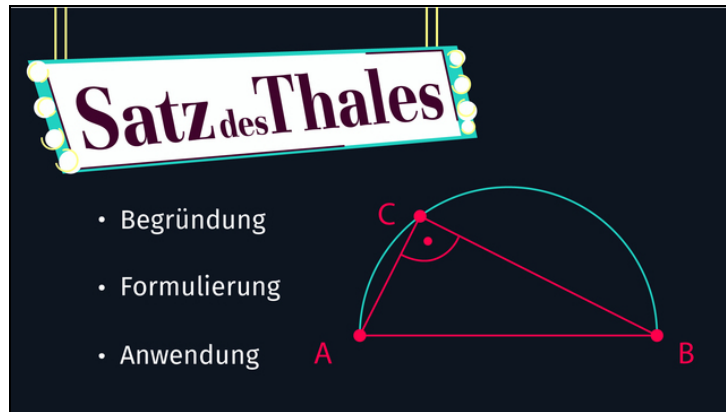 Satz des Thales
• Begründung
• Formulierung
• Anwendung
C
A
B